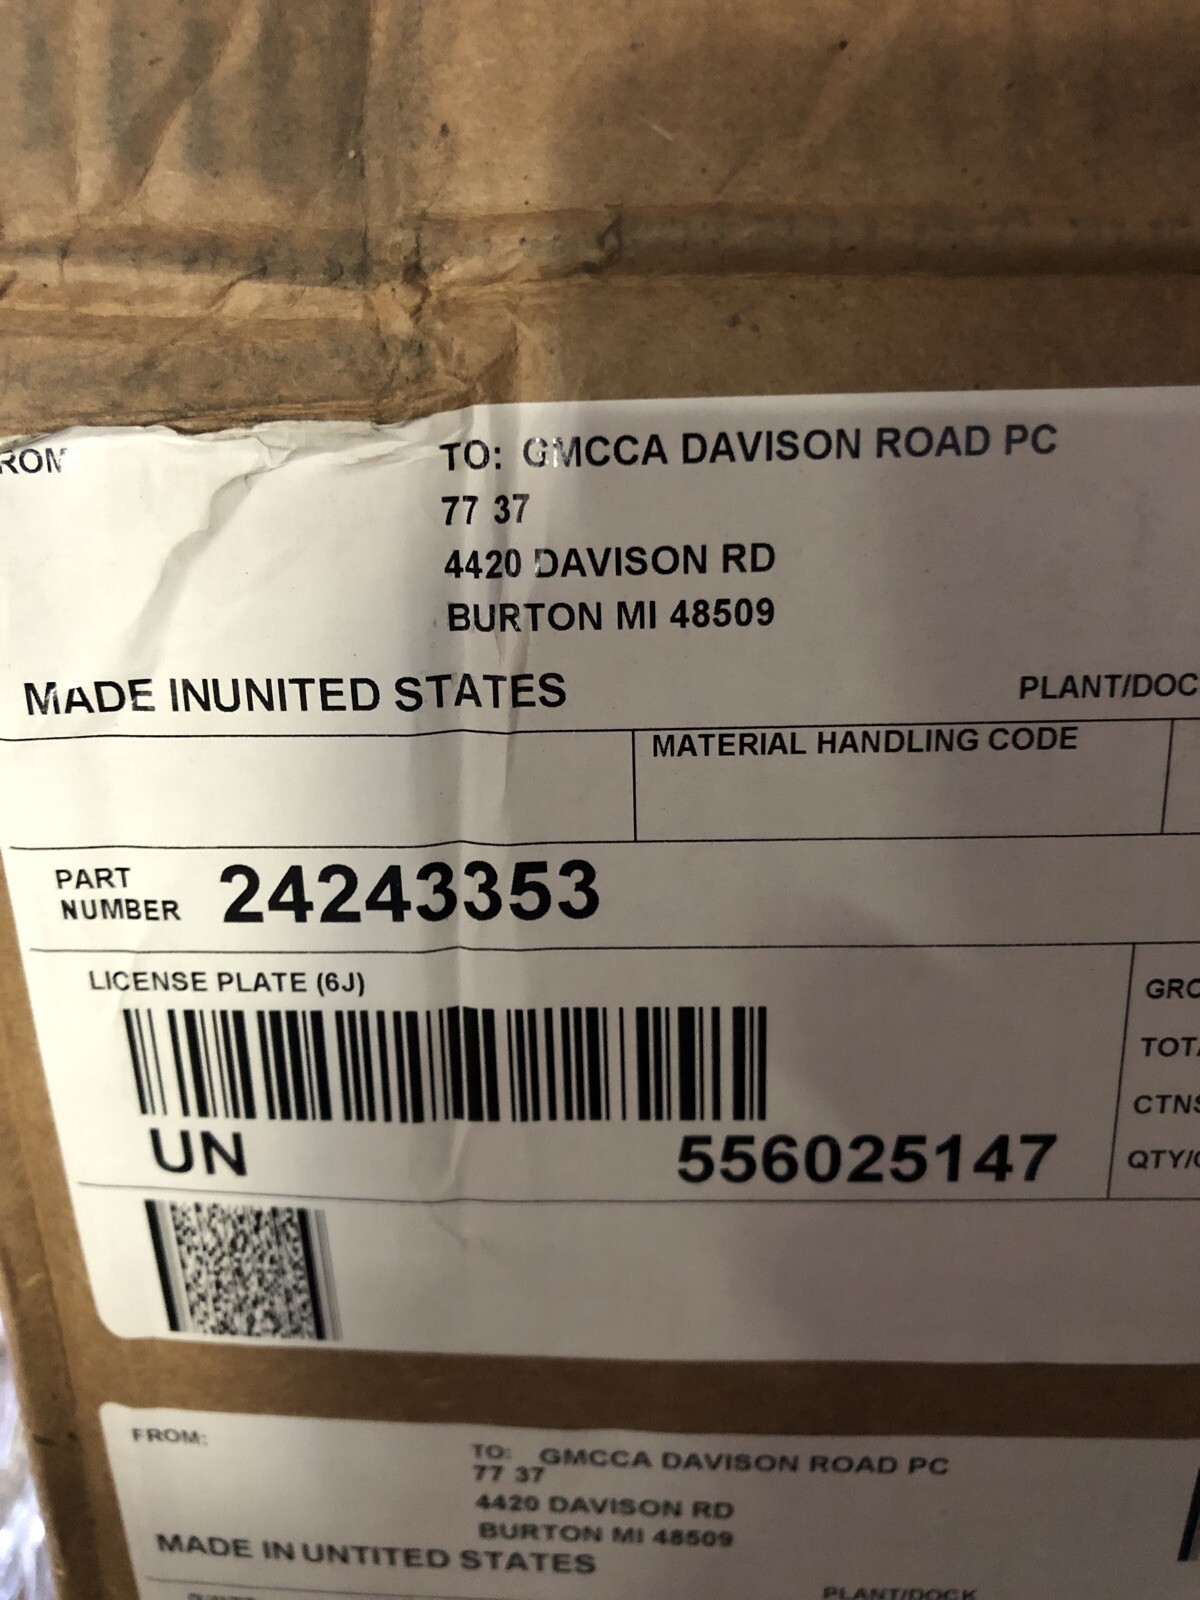 ROM
TO: GMCCA DAVISON ROAD PC
77 37
4420 DAVISON RD
BURTON MI 48509
MADE INUNITED STATES
PLANT/DOC
MATERIAL HANDLING CODE
PART
NUMBER 24243353
LICENSE PLATE (6J)
UN 556025147
GRO
TOTA
CTNS
QTY/C
FROM:
TO: GMCCA DAVISON ROAD PC
77 37
4420 DAVISON RD
BURTON MI 48509
MADE IN UNTITED STATES
PLANT/DOCK